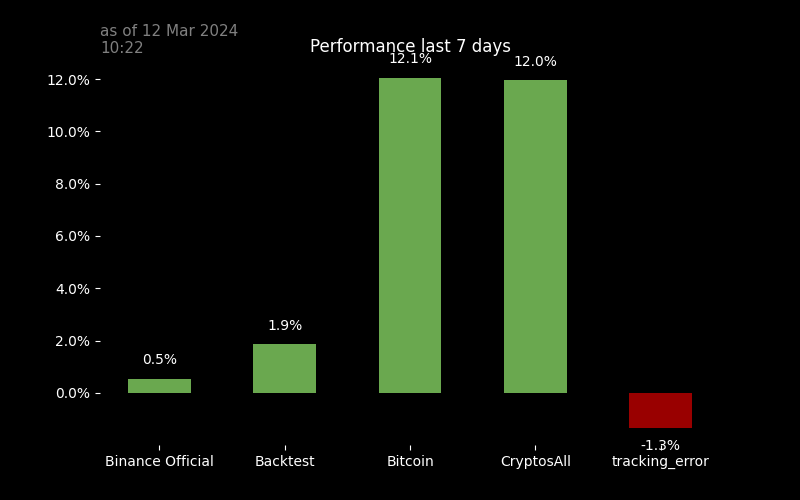 as of 12 Mar 2024
10:22
Performance last 7 days
12.1%
12.0%
12.0%
10.0%
8.0%
6.0%
4.0%
2.0%
0.0%
0.5%
1.9%
-1.3%
Binance Official
Backtest
Bitcoin
CryptosAll
tracking_error